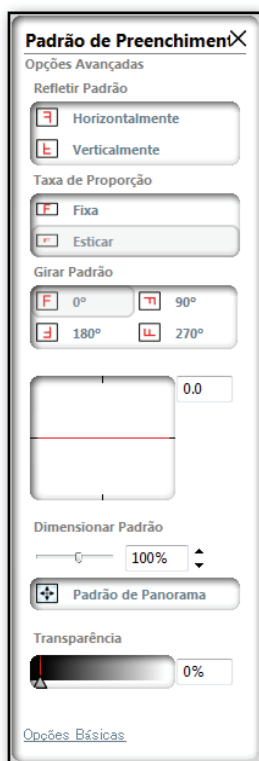 Padrão de Preenchiment
Opções Avançadas
Refletir Padrão
Horizontalmente
Verticalmente
Taxa de Proporção
Fixa
Esticar
Girar Padrão
0° 90°
180° 270°
0.0
Dimensionar Padrão
100%
Padrão de Panorama
Transparência
0%
Opções Básicas